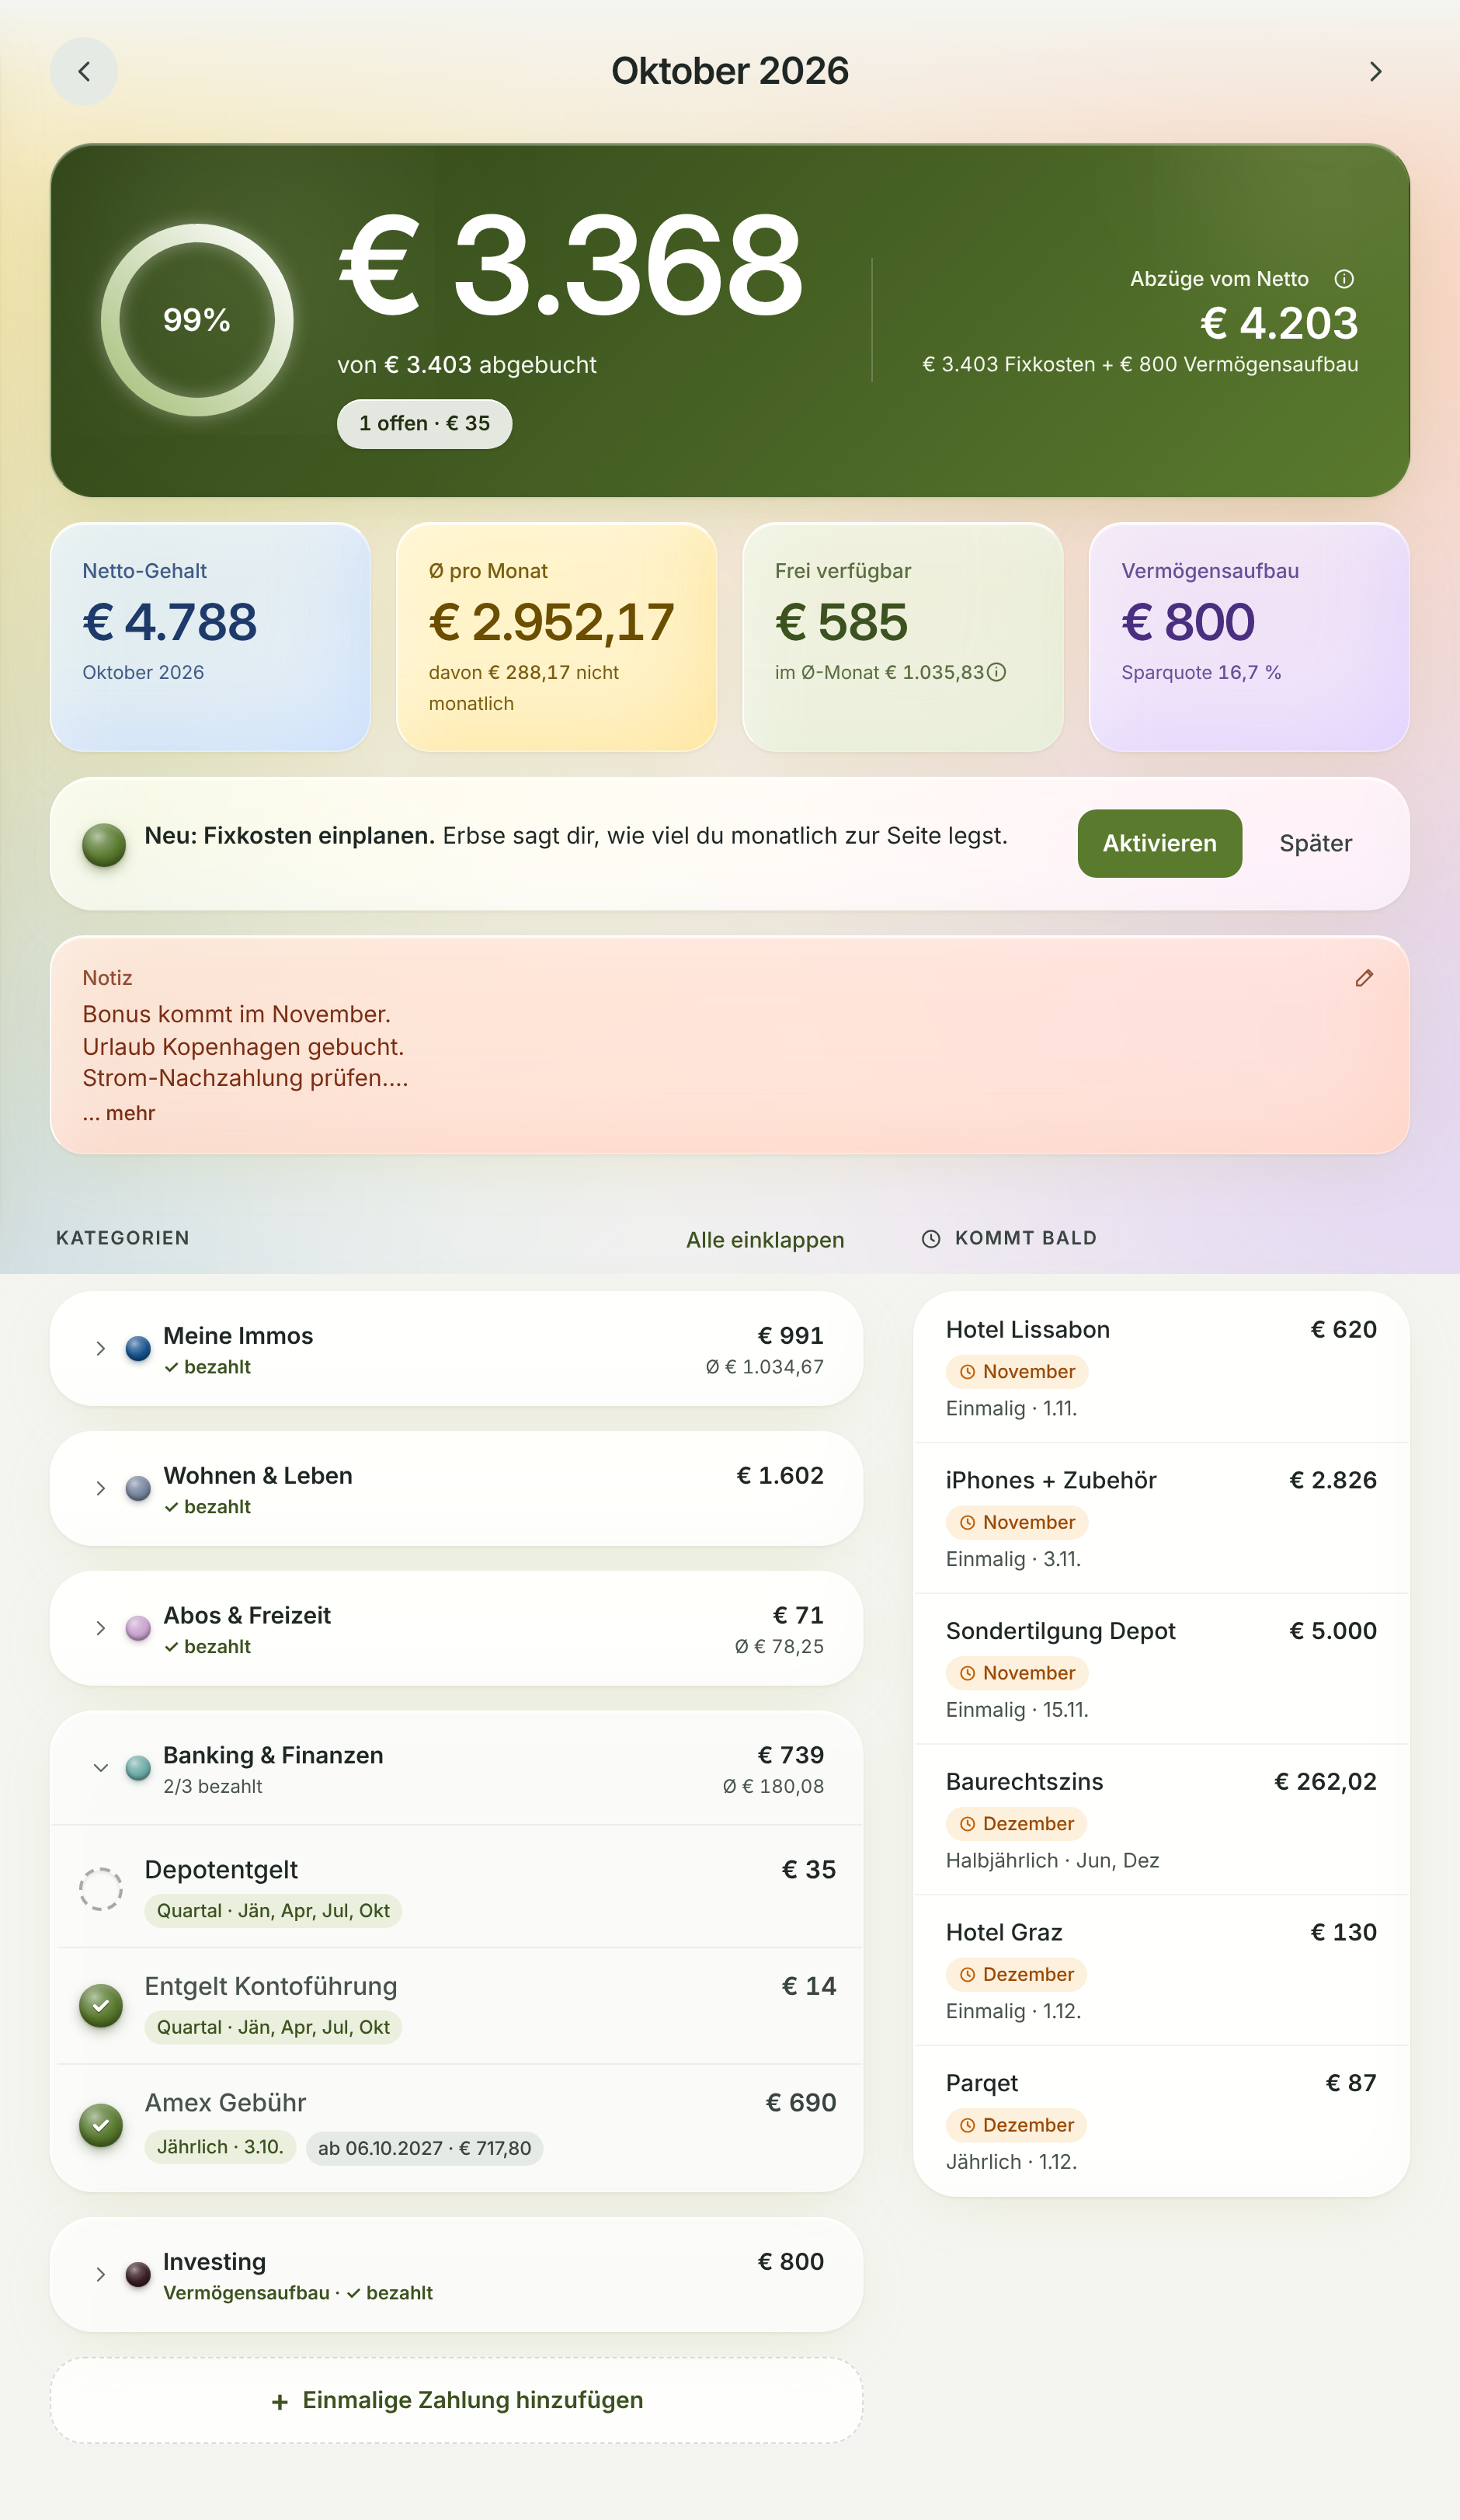 Oktober 2026
99%
€ 3.368
von € 3.403 abgebucht
1 offen · € 35
Abzüge vom Netto
€ 4.203
€ 3.403 Fixkosten + € 800 Vermögensaufbau
Netto-Gehalt
€ 4.788
Oktober 2026
Ø pro Monat
€ 2.952,17
davon € 288,17 nicht
monatlich
Frei verfügbar
€ 585
im Ø-Monat € 1.035,83
Vermögensaufbau
€ 800
Sparquote 16,7 %
Neu: Fixkosten einplanen. Erbse sagt dir, wie viel du monatlich zur Seite legst.
Aktivieren
Später
Notiz
Bonus kommt im November.
Urlaub Kopenhagen gebucht.
Strom-Nachzahlung prüfen....
... mehr
KATEGORIEN
Alle einklappen
Meine Immos
€ 991
✓ bezahlt
Ø € 1.034,67
Wohnen & Leben
€ 1.602
✓ bezahlt
Abos & Freizeit
€ 71
✓ bezahlt
Ø € 78,25
Banking & Finanzen
€ 739
2/3 bezahlt
Ø € 180,08
Depotentgelt
€ 35
Quartal · Jän, Apr, Jul, Okt
Entgelt Kontoführung
€ 14
Quartal · Jän, Apr, Jul, Okt
Amex Gebühr
€ 690
Jährlich · 3.10.
ab 06.10.2027 · € 717,80
Investing
€ 800
Vermögensaufbau · ✓ bezahlt
+ Einmalige Zahlung hinzufügen
KOMMT BALD
Hotel Lissabon
€ 620
November
Einmalig · 1.11.
iPhones + Zubehör
€ 2.826
November
Einmalig · 3.11.
Sondertilgung Depot
€ 5.000
November
Einmalig · 15.11.
Baurechtszins
€ 262,02
Dezember
Halbjährlich · Jun, Dez
Hotel Graz
€ 130
Dezember
Einmalig · 1.12.
Parqet
€ 87
Dezember
Jährlich · 1.12.